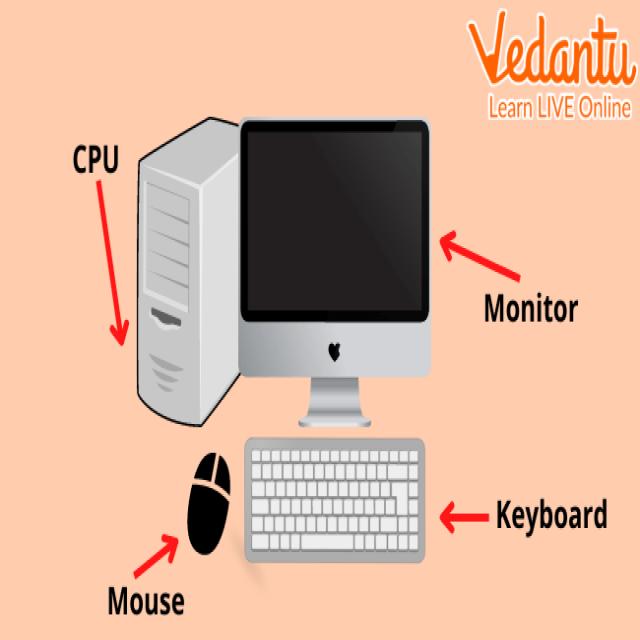 Vedantu
Learn LIVE Online
CPU
Monitor
Keyboard
Mouse